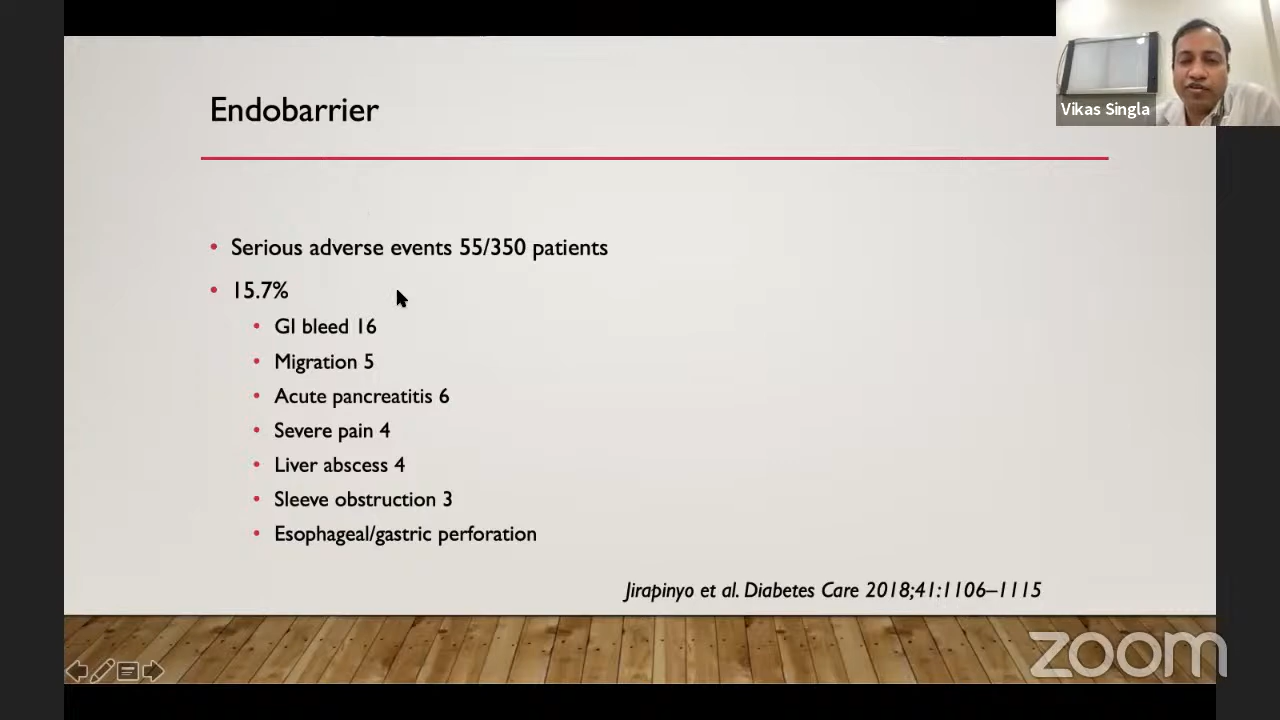 Vikas Singla
Endobarrier
• Serious adverse events 55/350 patients
• 15.7%
• GI bleed 16
• Migration 5
• Acute pancreatitis 6
• Severe pain 4
• Liver abscess 4
• Sleeve obstruction 3
• Esophageal/gastric perforation
Jirapinyo et al. Diabetes Care 2018;41:1106–1115
zoom